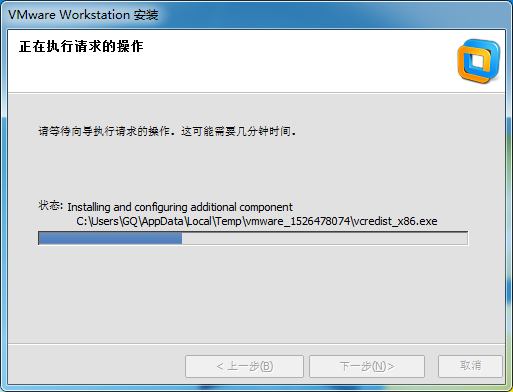 VMware Workstation 安装
正在执行请求的操作
请等待向导执行请求的操作。这可能需要几分钟时间。
状态: Installing and configuring additional component
C:\Users\GQ\AppData\Local\Temp\vmware_1526478074\vcredist_x86.exe
< 上一步(B) 下一步(N)> 取消